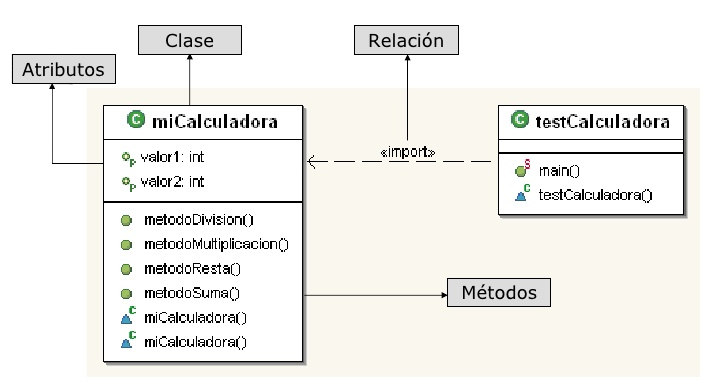 Clase
Relación
Atributos
C miCalculadora
P valor1: int
P valor2: int
metodoDivision()
metodoMultiplicacion()
metodoResta()
metodoSuma()
C miCalculadora()
C miCalculadora()
«import»
C testCalculadora
S main()
C testCalculadora()
Métodos